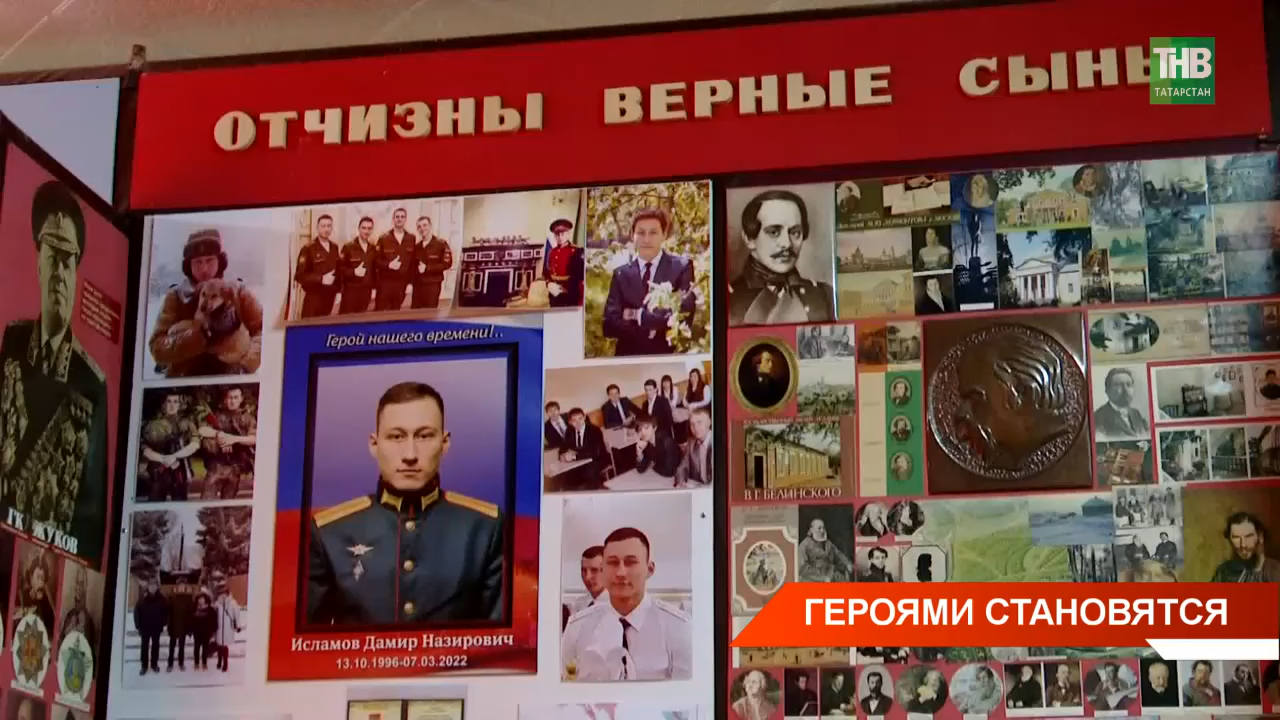 ОТЧИЗНЫ ВЕРНЫЕ СЫНЫ
ТНВ
ТАТАРСТАН
Герой нашего времени!..
Исламов Дамир Назирович
13.10.1996-07.03.2022
Г.К. ЖУКОВ
В. Г. БЕЛИНСКОГО
ГЕРОЯМИ СТАНОВЯТСЯ